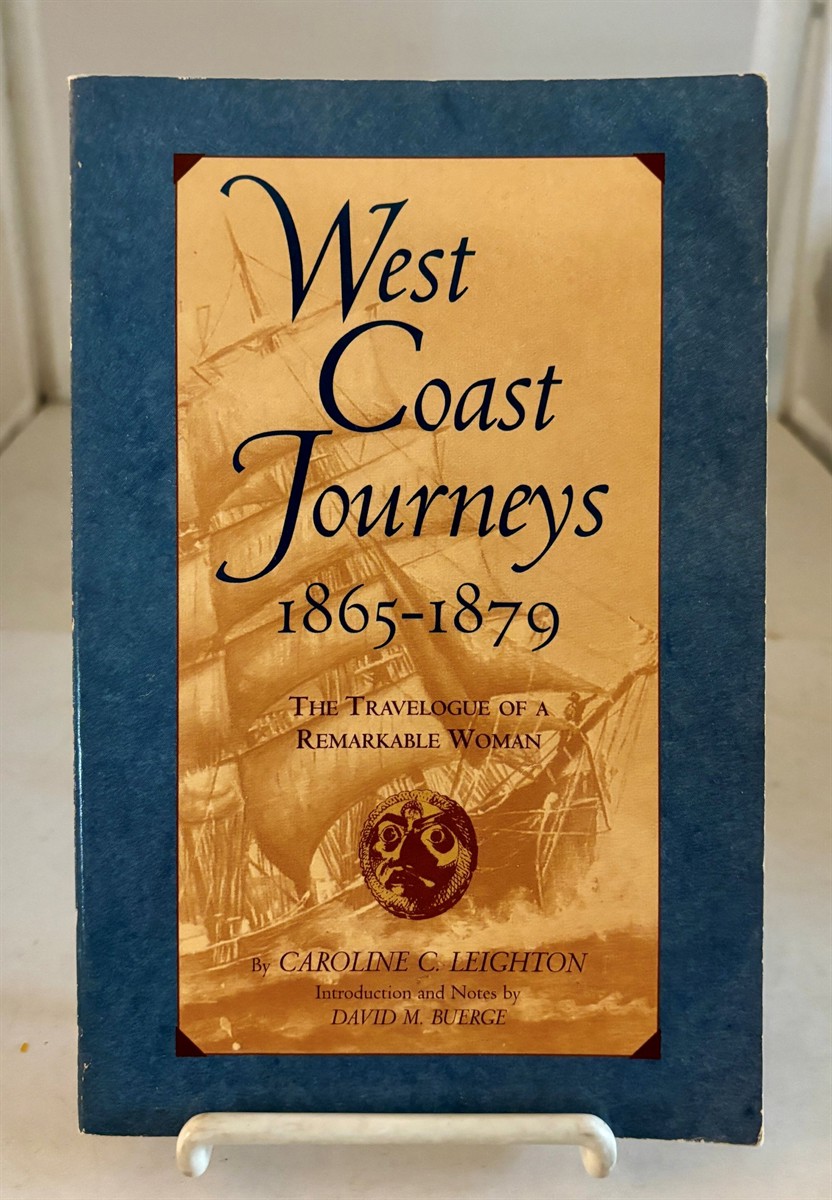 West
Coast
Journeys
1865-1879
The Travelogue of a
Remarkable Woman
By CAROLINE C. LEIGHTON
Introduction and Notes by
DAVID M. BUERGE